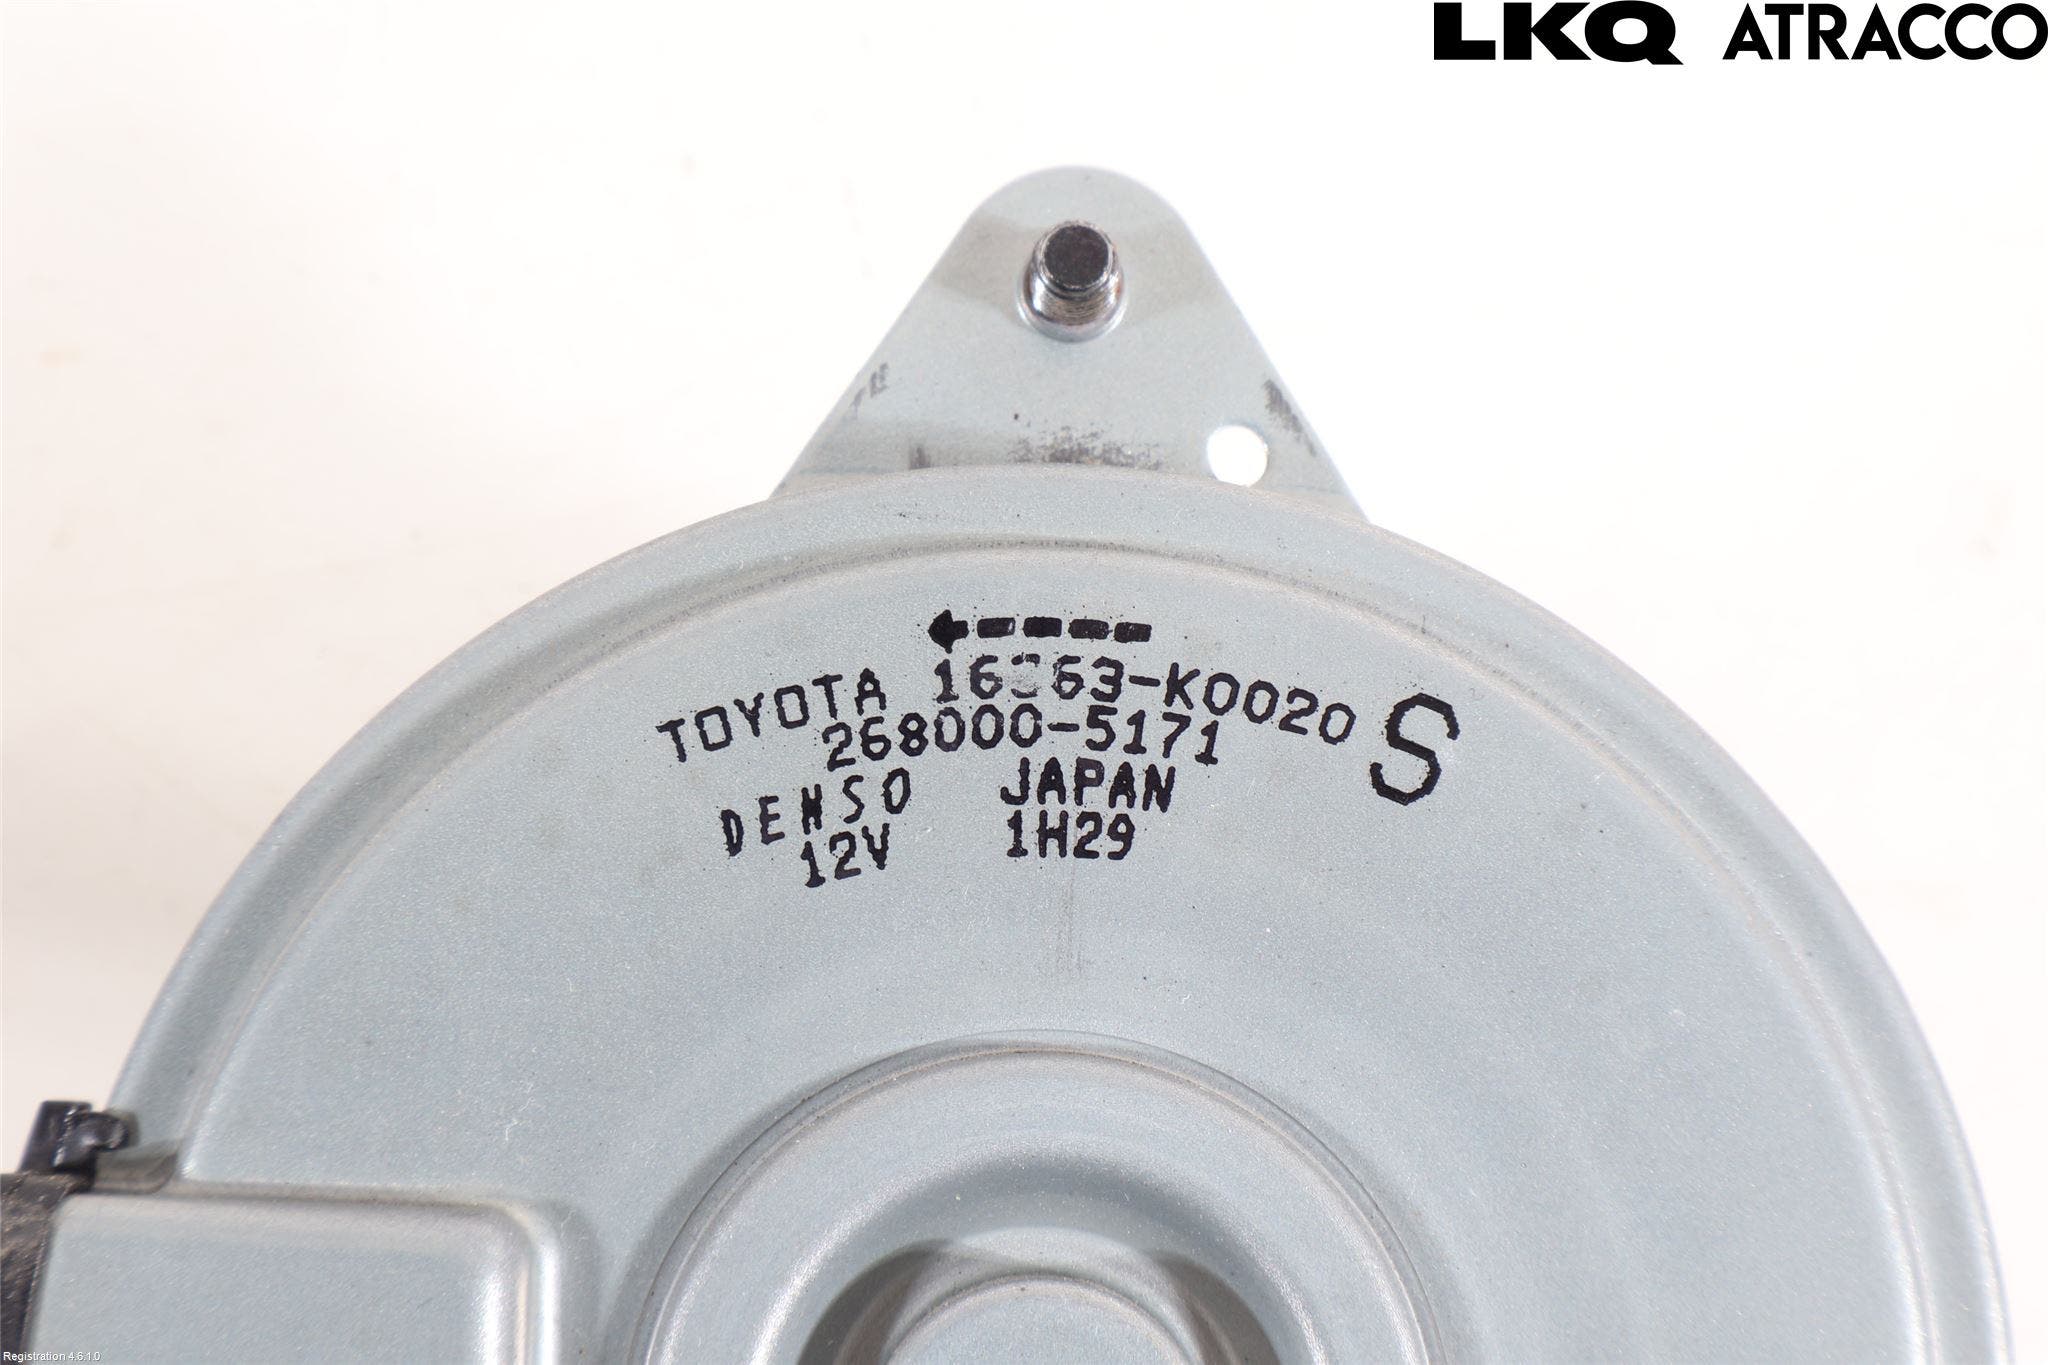 LKQ ATRACCO
TOYOTA 16363-K0020 S
268000-5171
DENSO JAPAN
12V 1H29
Registration 4.6.1.0